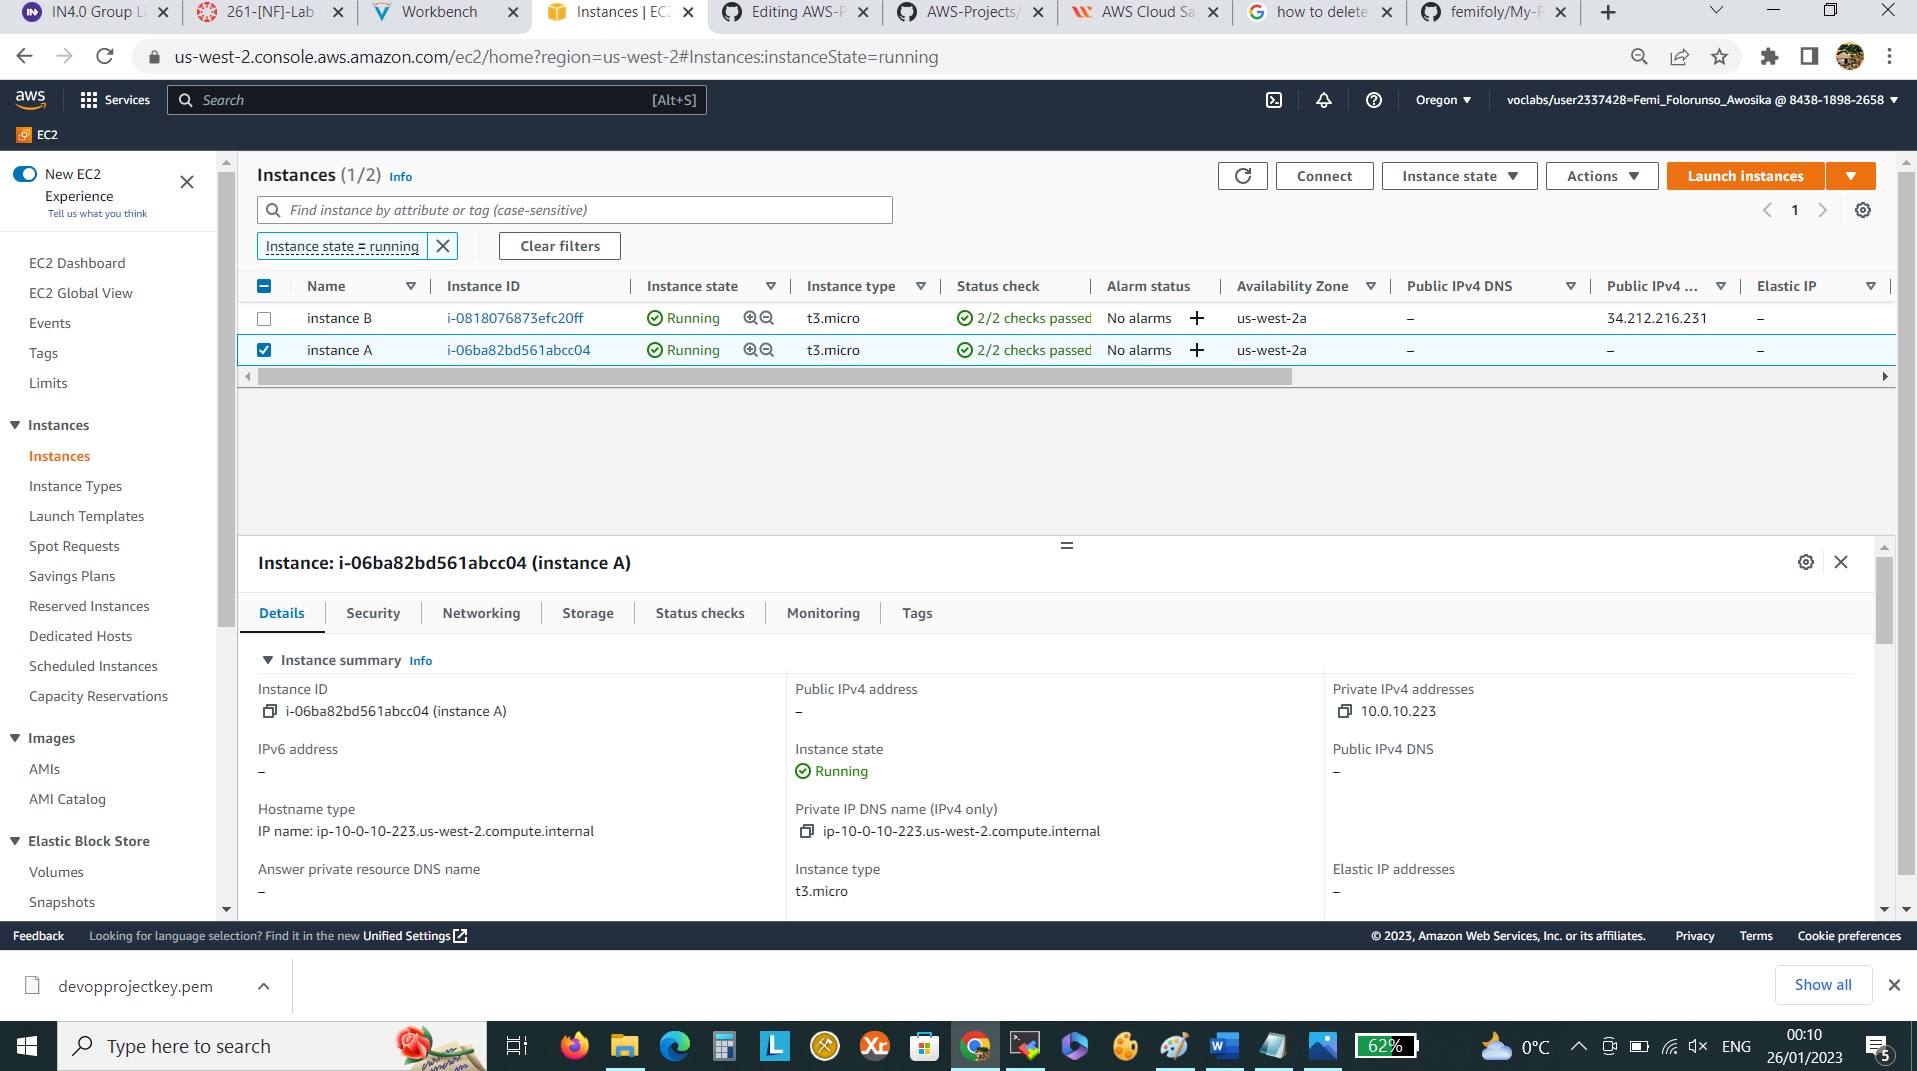 IN4.0 Group Li
261-[NF]-Lab
Workbench
Instances | EC
Editing AWS-P
AWS-Projects/
AWS Cloud Sa
how to delete
femifoly/My-P
us-west-2.console.aws.amazon.com/ec2/home?region=us-west-2#Instances:instanceState=running
aws
Services
Search
[Alt+S]
Oregon
voclabs/user2337428=Femi_Folorunso_Awosika @ 8438-1898-2658
EC2
New EC2
Experience
Tell us what you think
EC2 Dashboard
EC2 Global View
Events
Tags
Limits
Instances
Instances
Instance Types
Launch Templates
Spot Requests
Savings Plans
Reserved Instances
Dedicated Hosts
Scheduled Instances
Capacity Reservations
Images
AMIs
AMI Catalog
Elastic Block Store
Volumes
Snapshots
Instances (1/2) Info
Connect
Instance state
Actions
Launch instances
Find instance by attribute or tag (case-sensitive)
1
Instance state = running
Clear filters
Name Instance ID Instance state Instance type Status check Alarm status Availability Zone Public IPv4 DNS Public IPv4 ... Elastic IP
instance B i-0818076873efc20ff Running t3.micro 2/2 checks passed No alarms + us-west-2a – 34.212.216.231 –
instance A i-06ba82bd561abcc04 Running t3.micro 2/2 checks passed No alarms + us-west-2a – – –
Instance: i-06ba82bd561abcc04 (instance A)
Details Security Networking Storage Status checks Monitoring Tags
Instance summary Info
Instance ID
i-06ba82bd561abcc04 (instance A)
Public IPv4 address
–
Private IPv4 addresses
10.0.10.223
IPv6 address
–
Instance state
Running
Public IPv4 DNS
–
Hostname type
IP name: ip-10-0-10-223.us-west-2.compute.internal
Private IP DNS name (IPv4 only)
ip-10-0-10-223.us-west-2.compute.internal
Answer private resource DNS name
–
Instance type
t3.micro
Elastic IP addresses
–
Feedback
Looking for language selection? Find it in the new Unified Settings
© 2023, Amazon Web Services, Inc. or its affiliates.
Privacy
Terms
Cookie preferences
devopprojectkey.pem
Show all
Type here to search
62%
0°C
ENG
00:10
26/01/2023
5